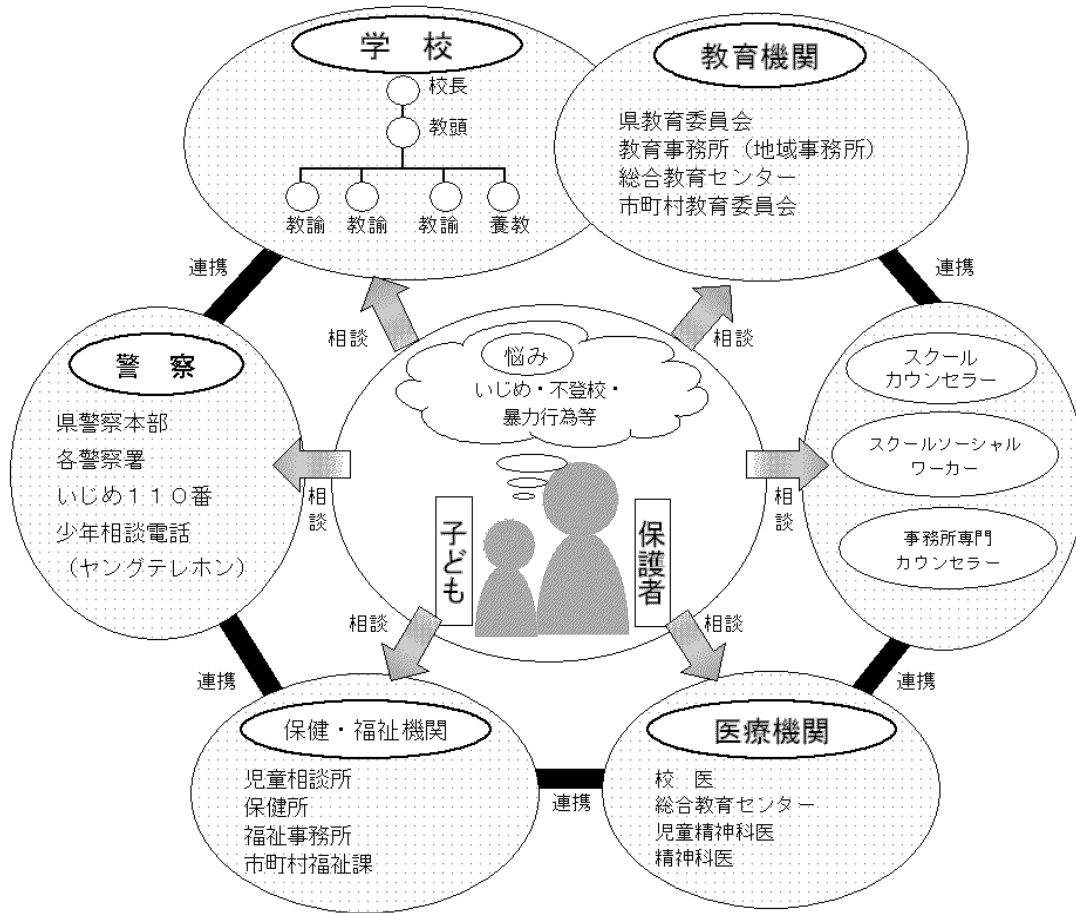 学　校
校長
教頭
教諭
教諭
教諭
養教
教育機関
県教育委員会
教育事務所（地域事務所）
総合教育センター
市町村教育委員会
連携
連携
相談
相談
悩み
いじめ・不登校・
暴力行為等
警　察
県警察本部
各警察署
いじめ１１０番
少年相談電話
（ヤングテレホン）
相談
子ども
保護者
相談
スクール
カウンセラー
スクールソーシャル
ワーカー
事務所専門
カウンセラー
相談
相談
連携
連携
保健・福祉機関
児童相談所
保健所
福祉事務所
市町村福祉課
連携
医療機関
校　医
総合教育センター
児童精神科医
精神科医